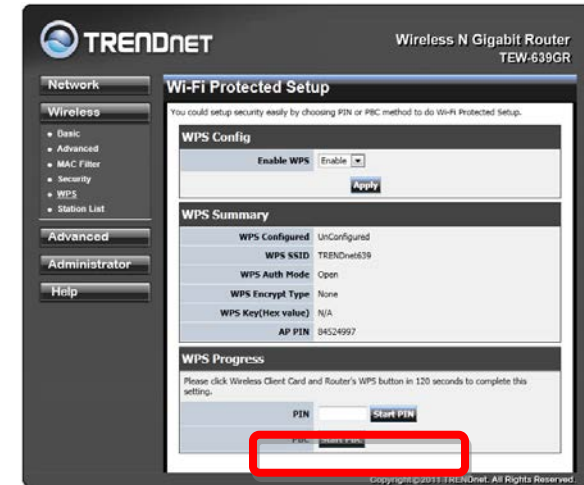 TRENDNET
Wireless N Gigabit Router
TEW-639GR
Network
Wireless
Basic
Advanced
MAC Filter
Security
WPS
Station List
Advanced
Administrator
Help
Wi-Fi Protected Setup
You could setup security easily by choosing PIN or PBC method to do Wi-Fi Protected Setup.
WPS Config
Enable WPS Enable
Apply
WPS Summary
WPS Configured UnConfigured
WPS SSID TRENDnet639
WPS Auth Mode Open
WPS Encrypt Type None
WPS Key(Hex value) N/A
AP PIN 84524997
WPS Progress
Please click Wireless Client Card and Router's WPS button in 120 seconds to complete this
setting.
PIN Start PIN
PBC Start PBC
Copyright©2011 TRENDnet. All Rights Reserved.